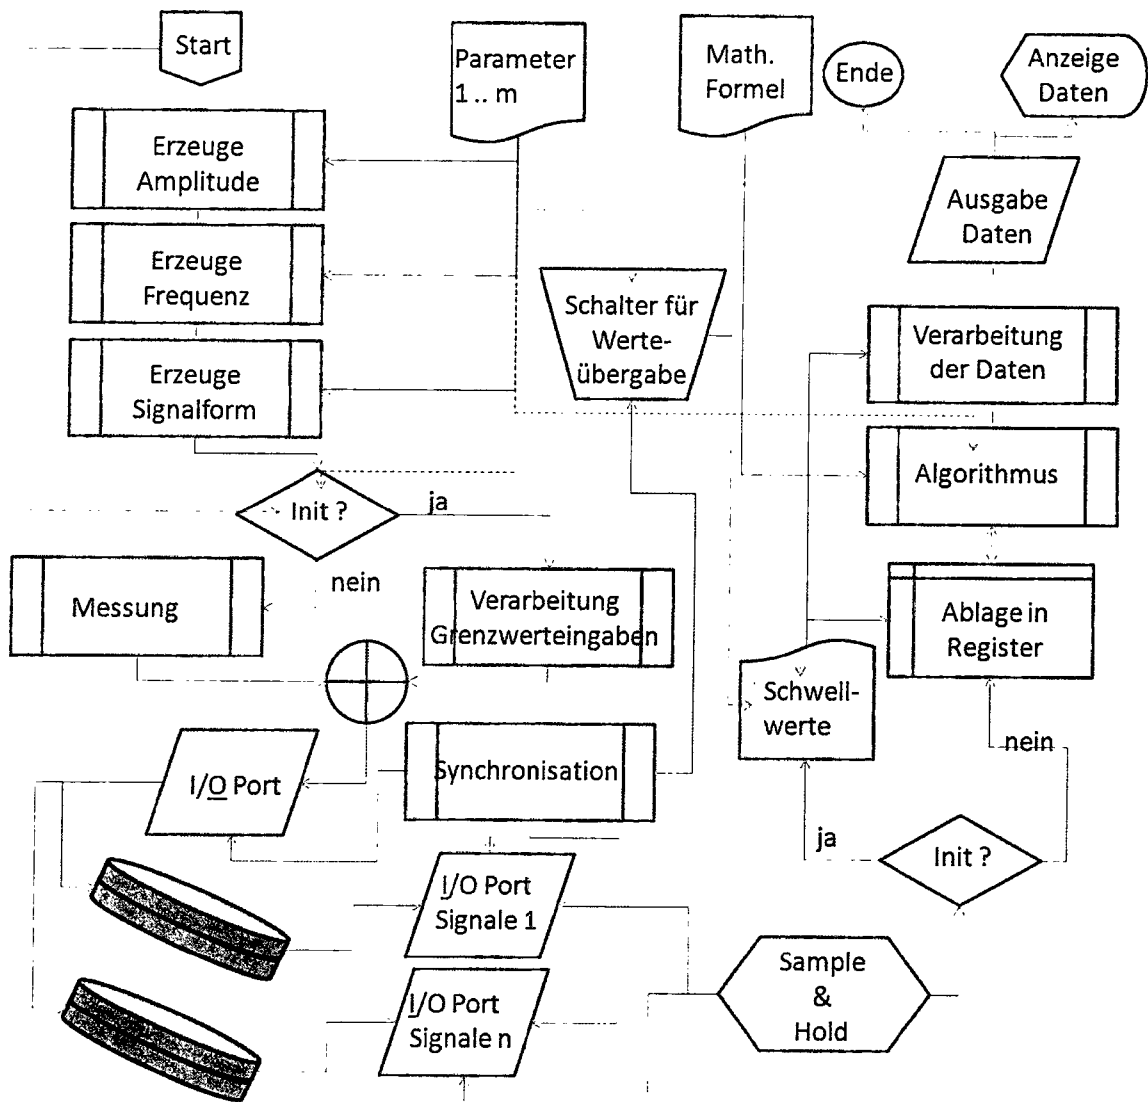 Start
Parameter
1 .. m
Math.
Formel
Ende
Anzeige
Daten
Erzeuge
Amplitude
Ausgabe
Daten
Erzeuge
Frequenz
Schalter für
Werte-
übergabe
Verarbeitung
der Daten
Erzeuge
Signalform
Algorithmus
Init ?
ja
nein
Messung
Verarbeitung
Grenzwerteingaben
Ablage in
Register
Schwell-
werte
nein
I/O Port
Synchronisation
ja
Init ?
I/O Port
Signale 1
I/O Port
Signale n
Sample
&
Hold